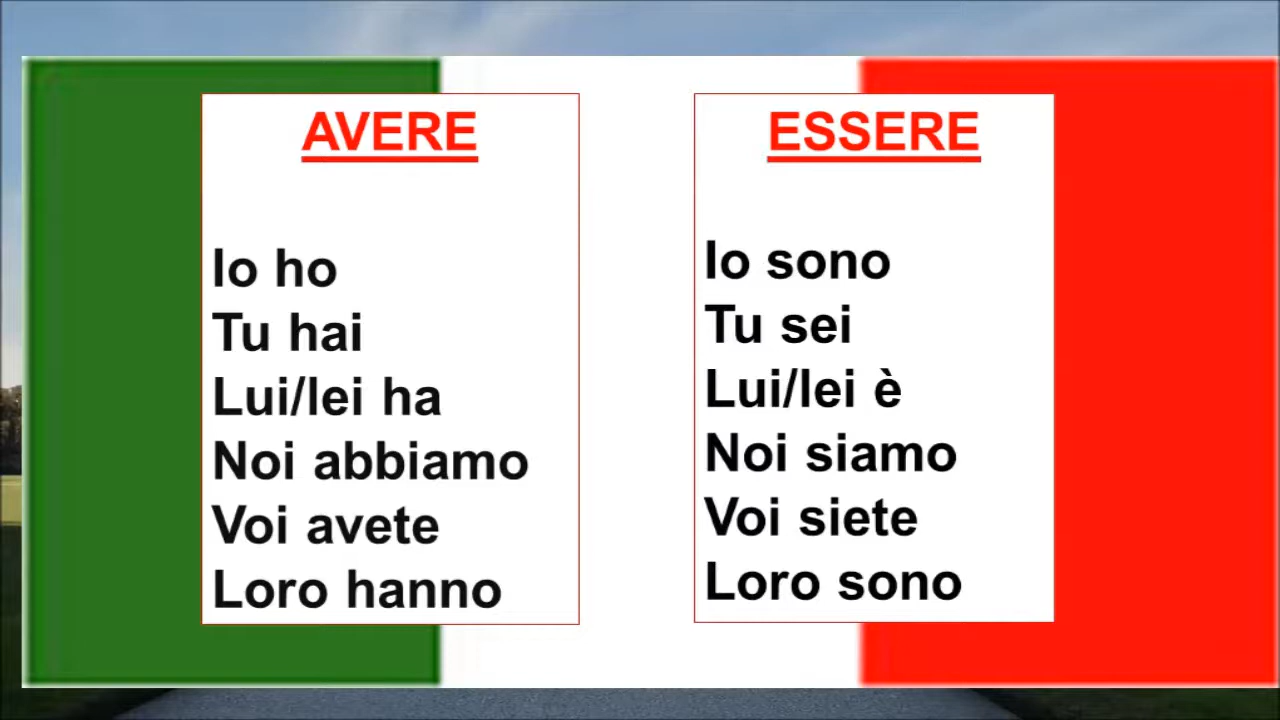 AVERE
Io ho
Tu hai
Lui/lei ha
Noi abbiamo
Voi avete
Loro hanno
ESSERE
Io sono
Tu sei
Lui/lei è
Noi siamo
Voi siete
Loro sono